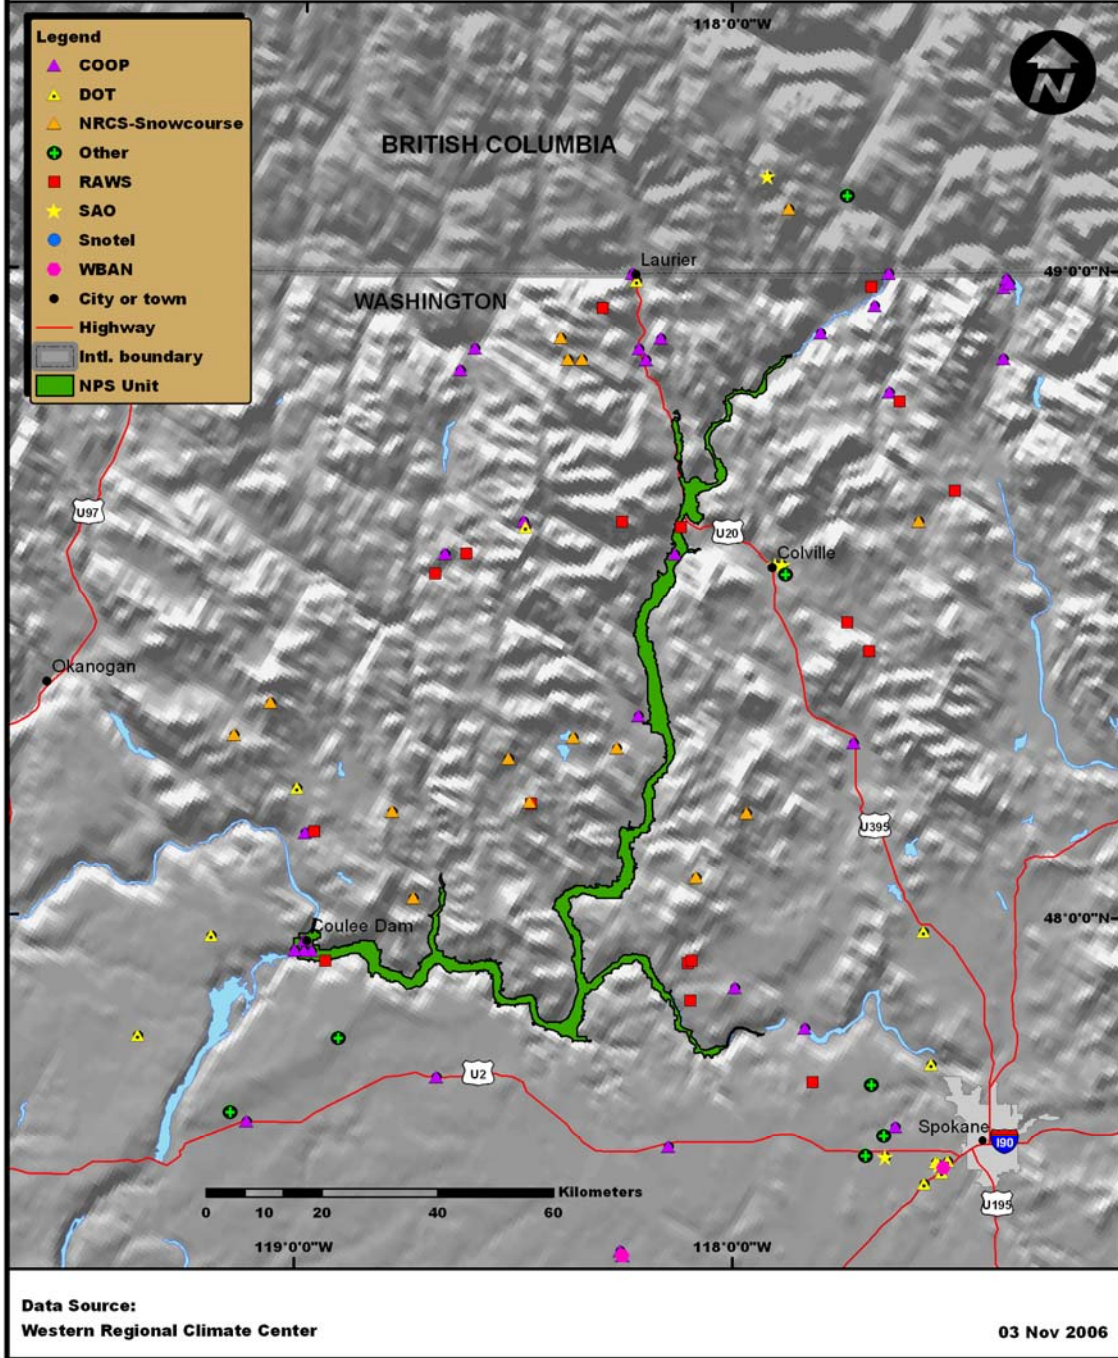 118°0'0"W
Legend
COOP
DOT
NRCS-Snowcourse
Other
RAWS
SAO
Snotel
WBAN
City or town
Highway
Intl. boundary
NPS Unit
N
BRITISH COLUMBIA
Laurier
49°0'0"N
WASHINGTON
U97
U20
Colville
Okanogan
U395
48°0'0"N
Coulee Dam
U2
Spokane
I90
Kilometers
0 10 20 40 60
U195
119°0'0"W
118°0'0"W
Data Source:
Western Regional Climate Center
03 Nov 2006